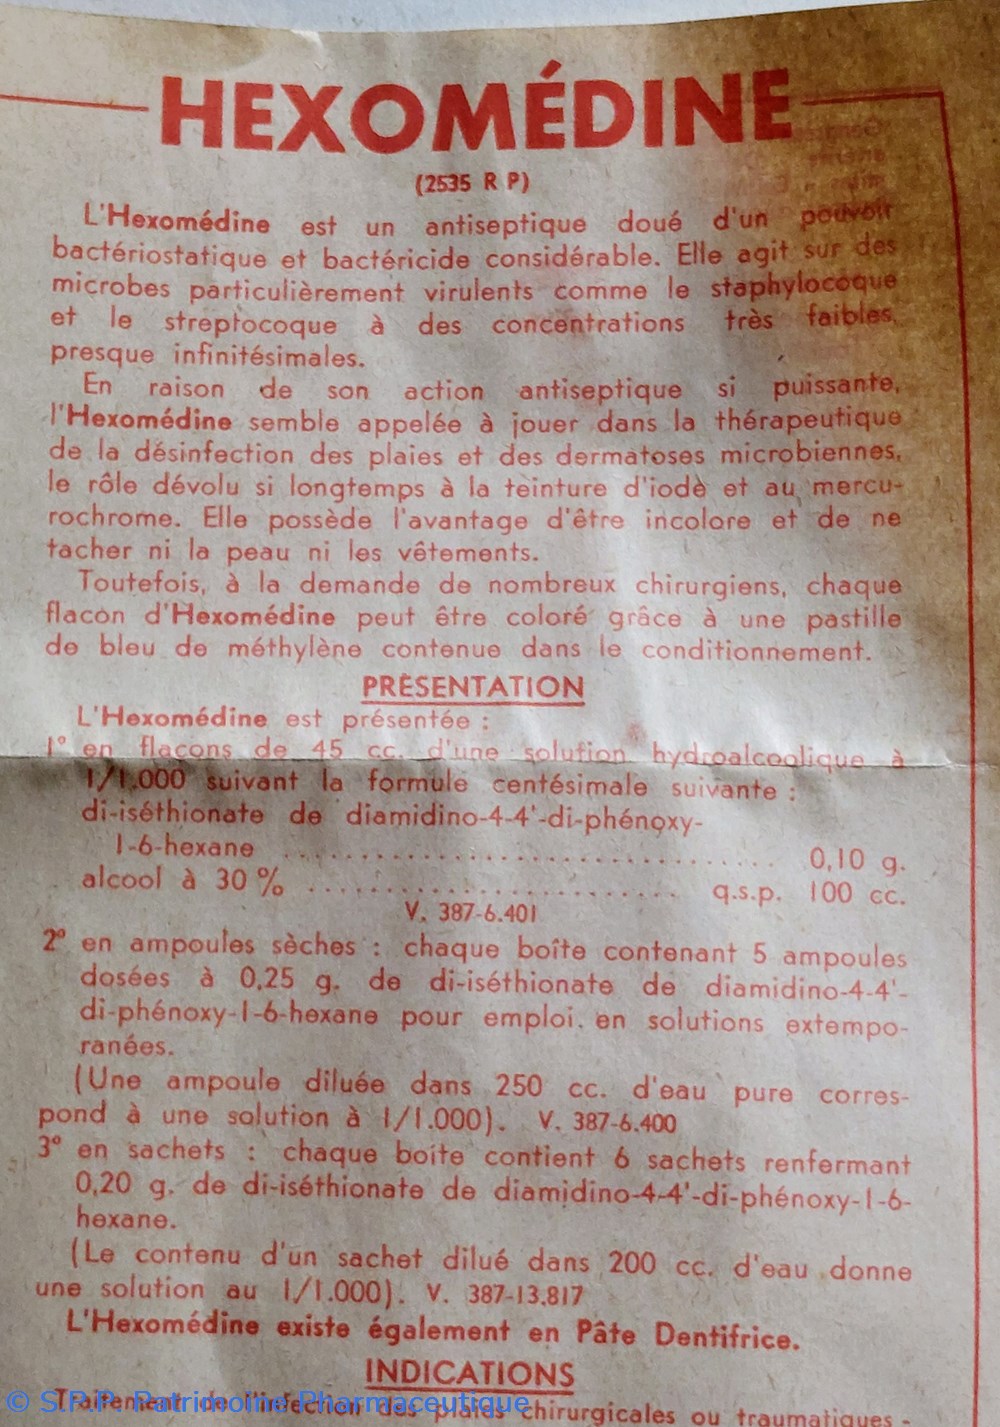 HEXOMÉDINE
(2535 R P)
L'Hexomédine est un antiseptique doué d'un pouvoir
bactériostatique et bactéricide considérable. Elle agit sur des
microbes particulièrement virulents comme le staphylocoque
et le streptocoque à des concentrations très faibles,
presque infinitésimales.
En raison de son action antiseptique si puissante,
l'Hexomédine semble appelée à jouer dans la thérapeutique
de la désinfection des plaies et des dermatoses microbiennes,
le rôle dévolu si longtemps à la teinture d'iode et au mercu-
rochrome. Elle possède l'avantage d'être incolore et de ne
tacher ni la peau ni les vêtements.
Toutefois, à la demande de nombreux chirurgiens, chaque
flacon d'Hexomédine peut être coloré grâce à une pastille
de bleu de méthylène contenue dans le conditionnement.
PRÉSENTATION
L'Hexomédine est présentée :
1° en flacons de 45 cc. d'une solution hydroalcoolique à
1/1.000 suivant la formule centésimale suivante :
di-iséthionate de diamidino-4-4'-di-phénoxy-
1-6-hexane .............................. 0,10 g.
alcool à 30 % ........................ q.s.p. 100 cc.
V. 387-6.401
2° en ampoules sèches : chaque boîte contenant 5 ampoules
dosées à 0,25 g. de di-iséthionate de diamidino-4-4'-
di-phénoxy-1-6-hexane pour emploi en solutions extempo-
ranées.
(Une ampoule diluée dans 250 cc. d'eau pure corres-
pond à une solution à 1/1.000). V. 387-6.400
3° en sachets : chaque boîte contient 6 sachets renfermant
0,20 g. de di-iséthionate de diamidino-4-4'-di-phénoxy-1-6-
hexane.
(Le contenu d'un sachet dilué dans 200 cc. d'eau donne
une solution au 1/1.000). V. 387-13.817
L'Hexomédine existe également en Pâte Dentifrice.
INDICATIONS
Traitement de l'infection des plaies chirurgicales ou traumatiques
© S.P.P. Patrimoine Pharmaceutique